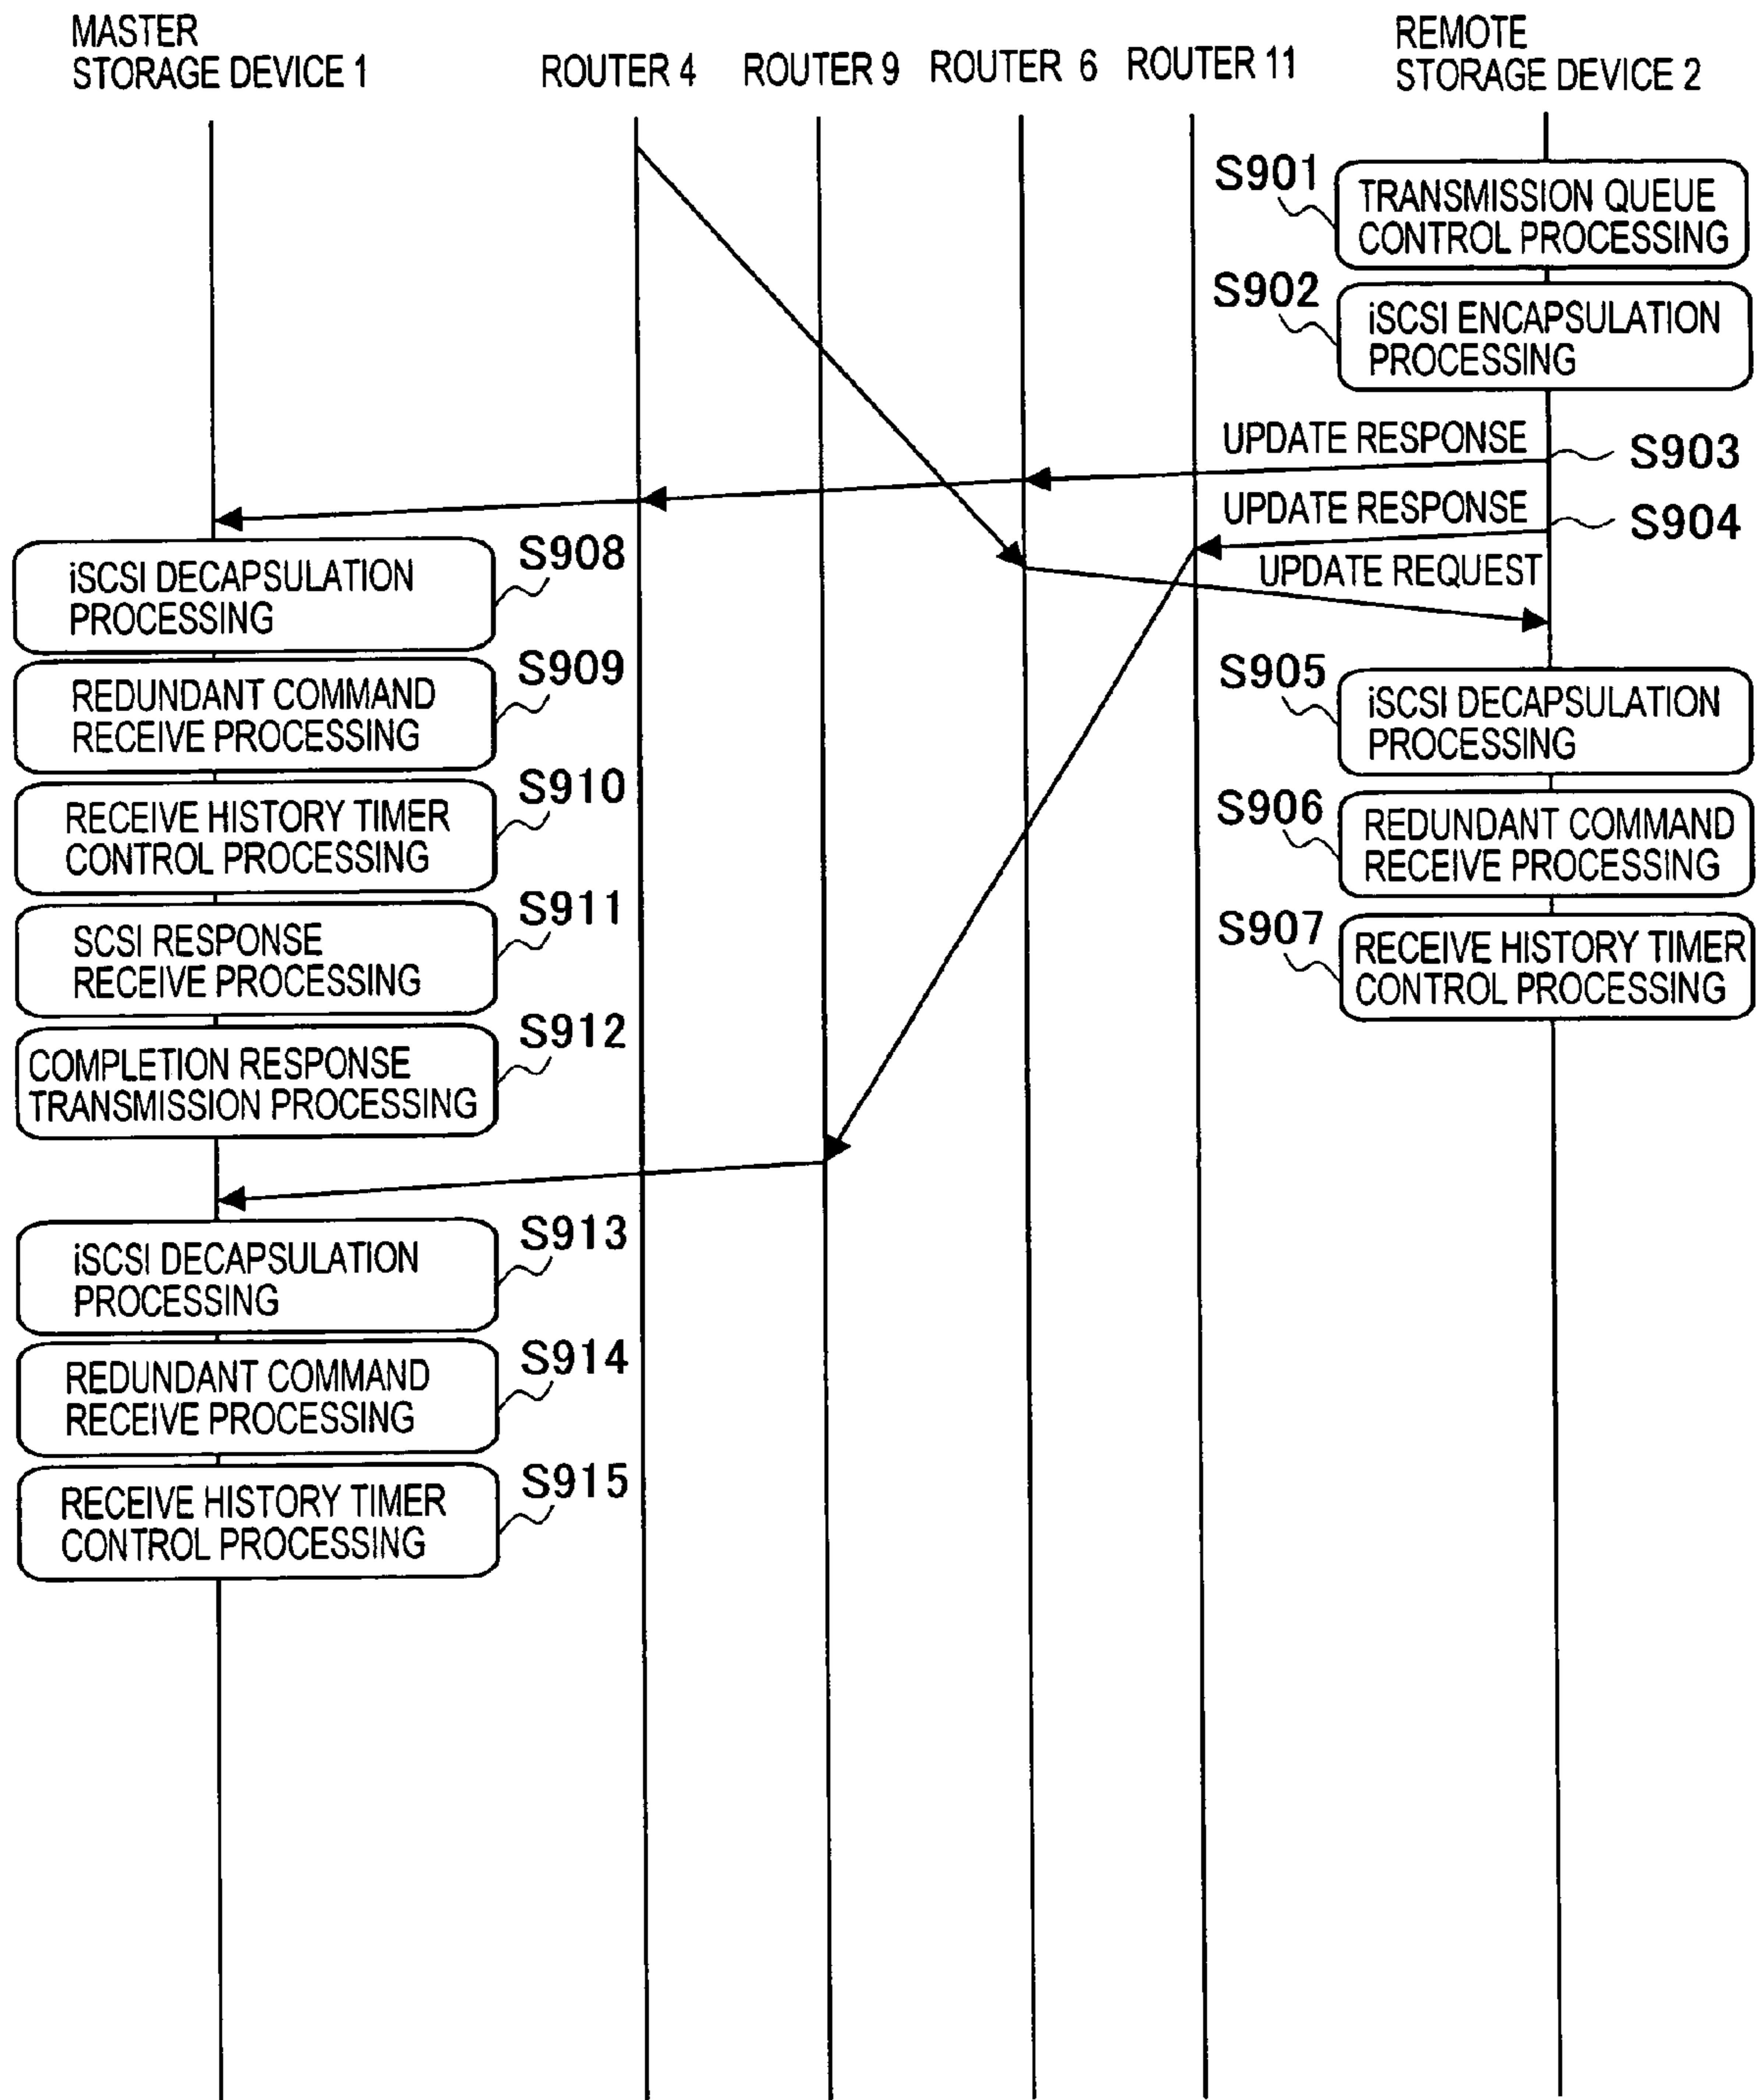 MASTER
STORAGE DEVICE 1
ROUTER 4
ROUTER 9
ROUTER 6
ROUTER 11
REMOTE
STORAGE DEVICE 2
S901
TRANSMISSION QUEUE
CONTROL PROCESSING
S902
iSCSI ENCAPSULATION
PROCESSING
UPDATE RESPONSE
S903
UPDATE RESPONSE
S904
UPDATE REQUEST
S905
iSCSI DECAPSULATION
PROCESSING
S906
REDUNDANT COMMAND
RECEIVE PROCESSING
S907
RECEIVE HISTORY TIMER
CONTROL PROCESSING
iSCSI DECAPSULATION
PROCESSING
S908
REDUNDANT COMMAND
RECEIVE PROCESSING
S909
RECEIVE HISTORY TIMER
CONTROL PROCESSING
S910
SCSI RESPONSE
RECEIVE PROCESSING
S911
COMPLETION RESPONSE
TRANSMISSION PROCESSING
S912
iSCSI DECAPSULATION
PROCESSING
S913
REDUNDANT COMMAND
RECEIVE PROCESSING
S914
RECEIVE HISTORY TIMER
CONTROL PROCESSING
S915